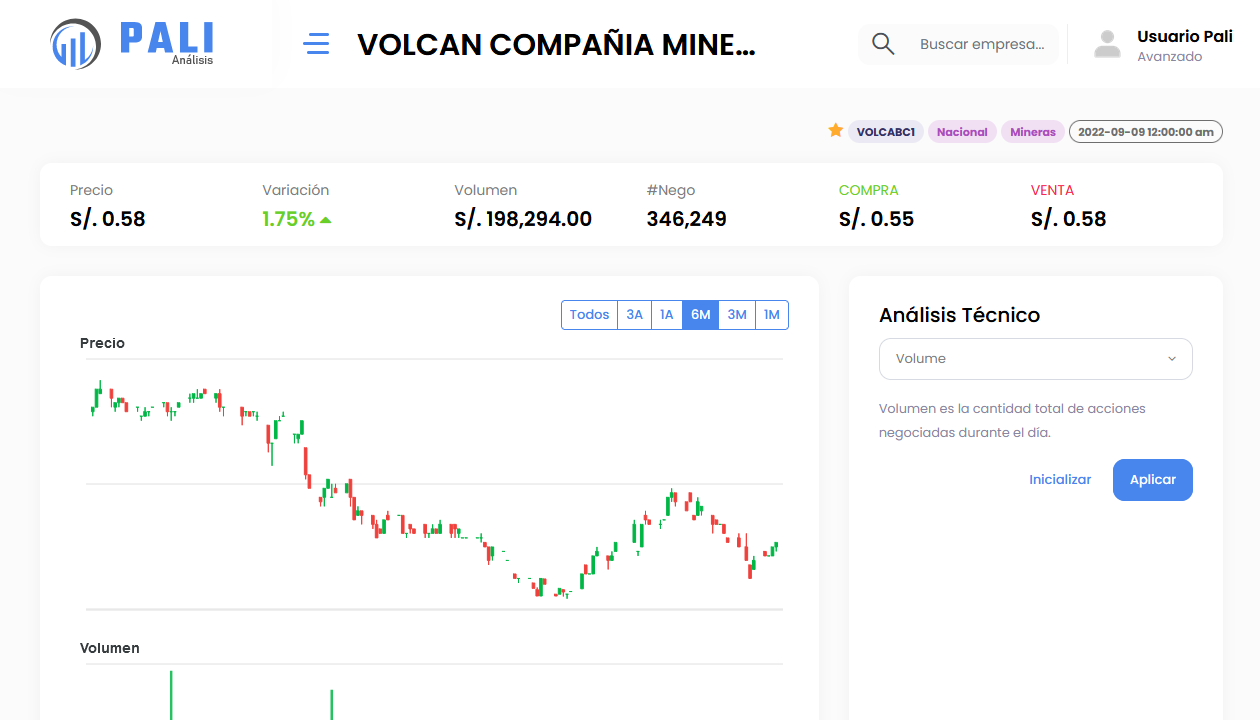 PALI
Análisis
VOLCAN COMPAÑIA MINE...
Buscar empresa...
Usuario Pali
Avanzado
VOLCABC1 Nacional Mineras 2022-09-09 12:00:00 am
Precio Variación Volumen #Nego COMPRA VENTA
S/. 0.58 1.75% S/. 198,294.00 346,249 S/. 0.55 S/. 0.58
Todos 3A 1A 6M 3M 1M
Precio
Volumen
Análisis Técnico
Volume
Volumen es la cantidad total de acciones
negociadas durante el día.
Inicializar Aplicar